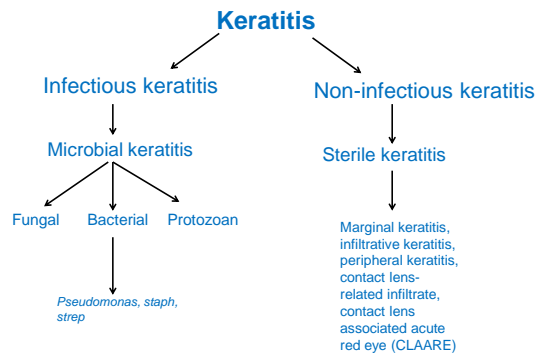 Keratitis
Infectious keratitis
Non-infectious keratitis
Microbial keratitis
Sterile keratitis
Fungal
Bacterial
Protozoan
Pseudomonas, staph,
strep
Marginal keratitis,
infiltrative keratitis,
peripheral keratitis,
contact lens-
related infiltrate,
contact lens
associated acute
red eye (CLAARE)